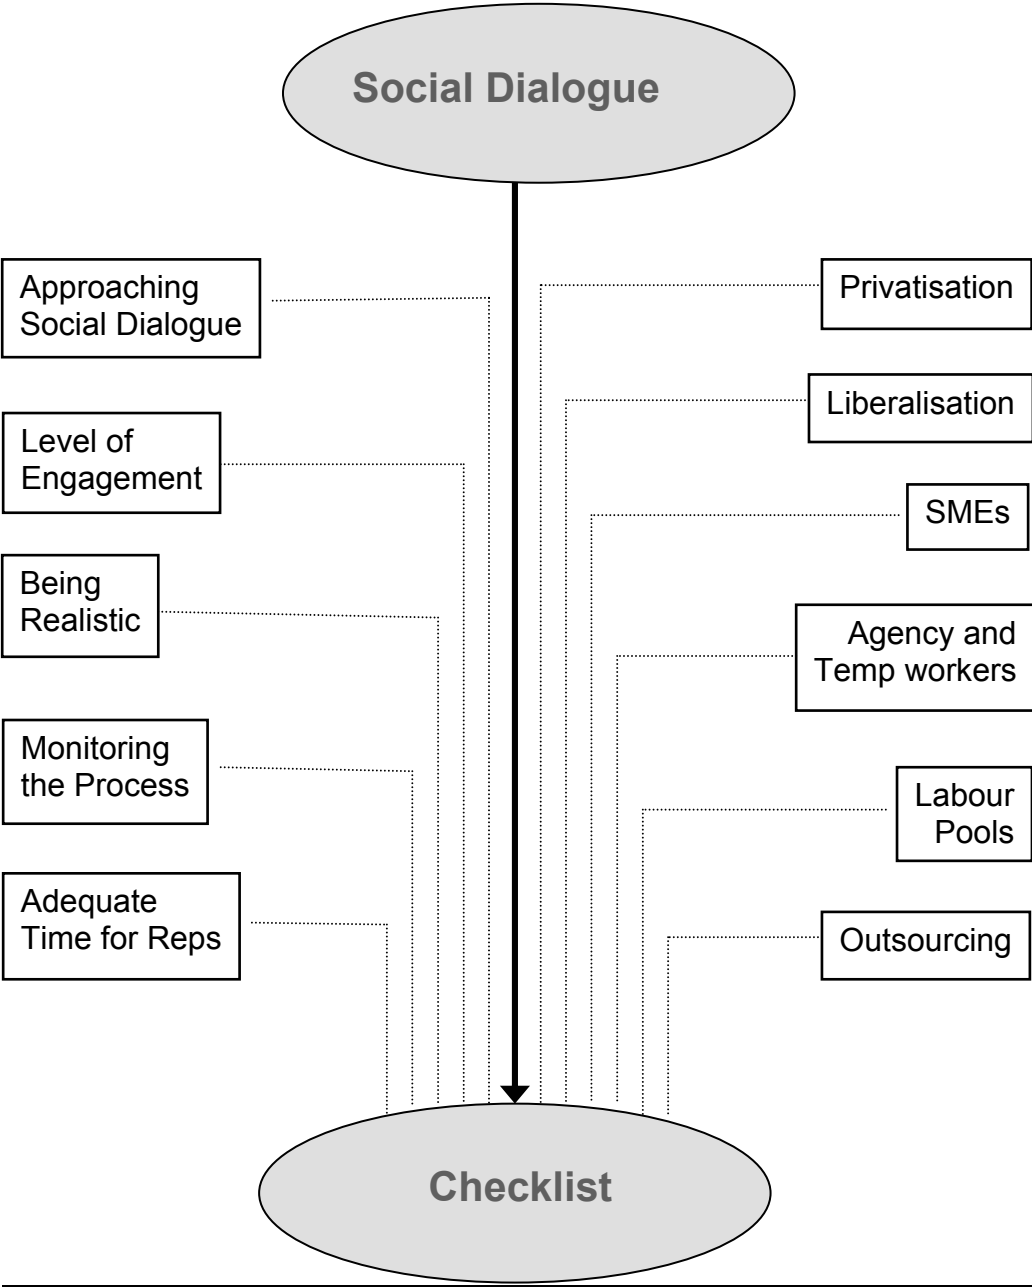 Social Dialogue
Approaching
Social Dialogue
Level of
Engagement
Being
Realistic
Monitoring
the Process
Adequate
Time for Reps
Privatisation
Liberalisation
SMEs
Agency and
Temp workers
Labour
Pools
Outsourcing
Checklist